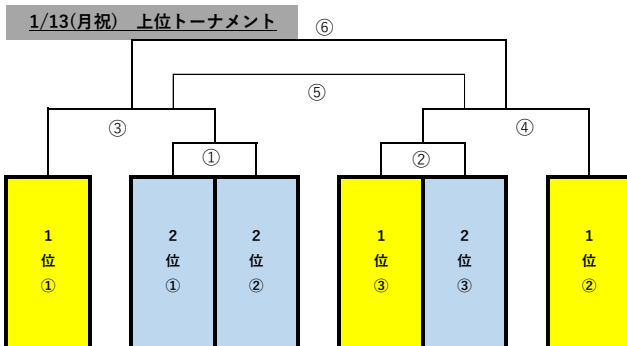 1/13(月祝) 上位トーナメント
⑥
⑤
③
④
①
②
1位①
2位①
2位②
1位③
2位③
1位②